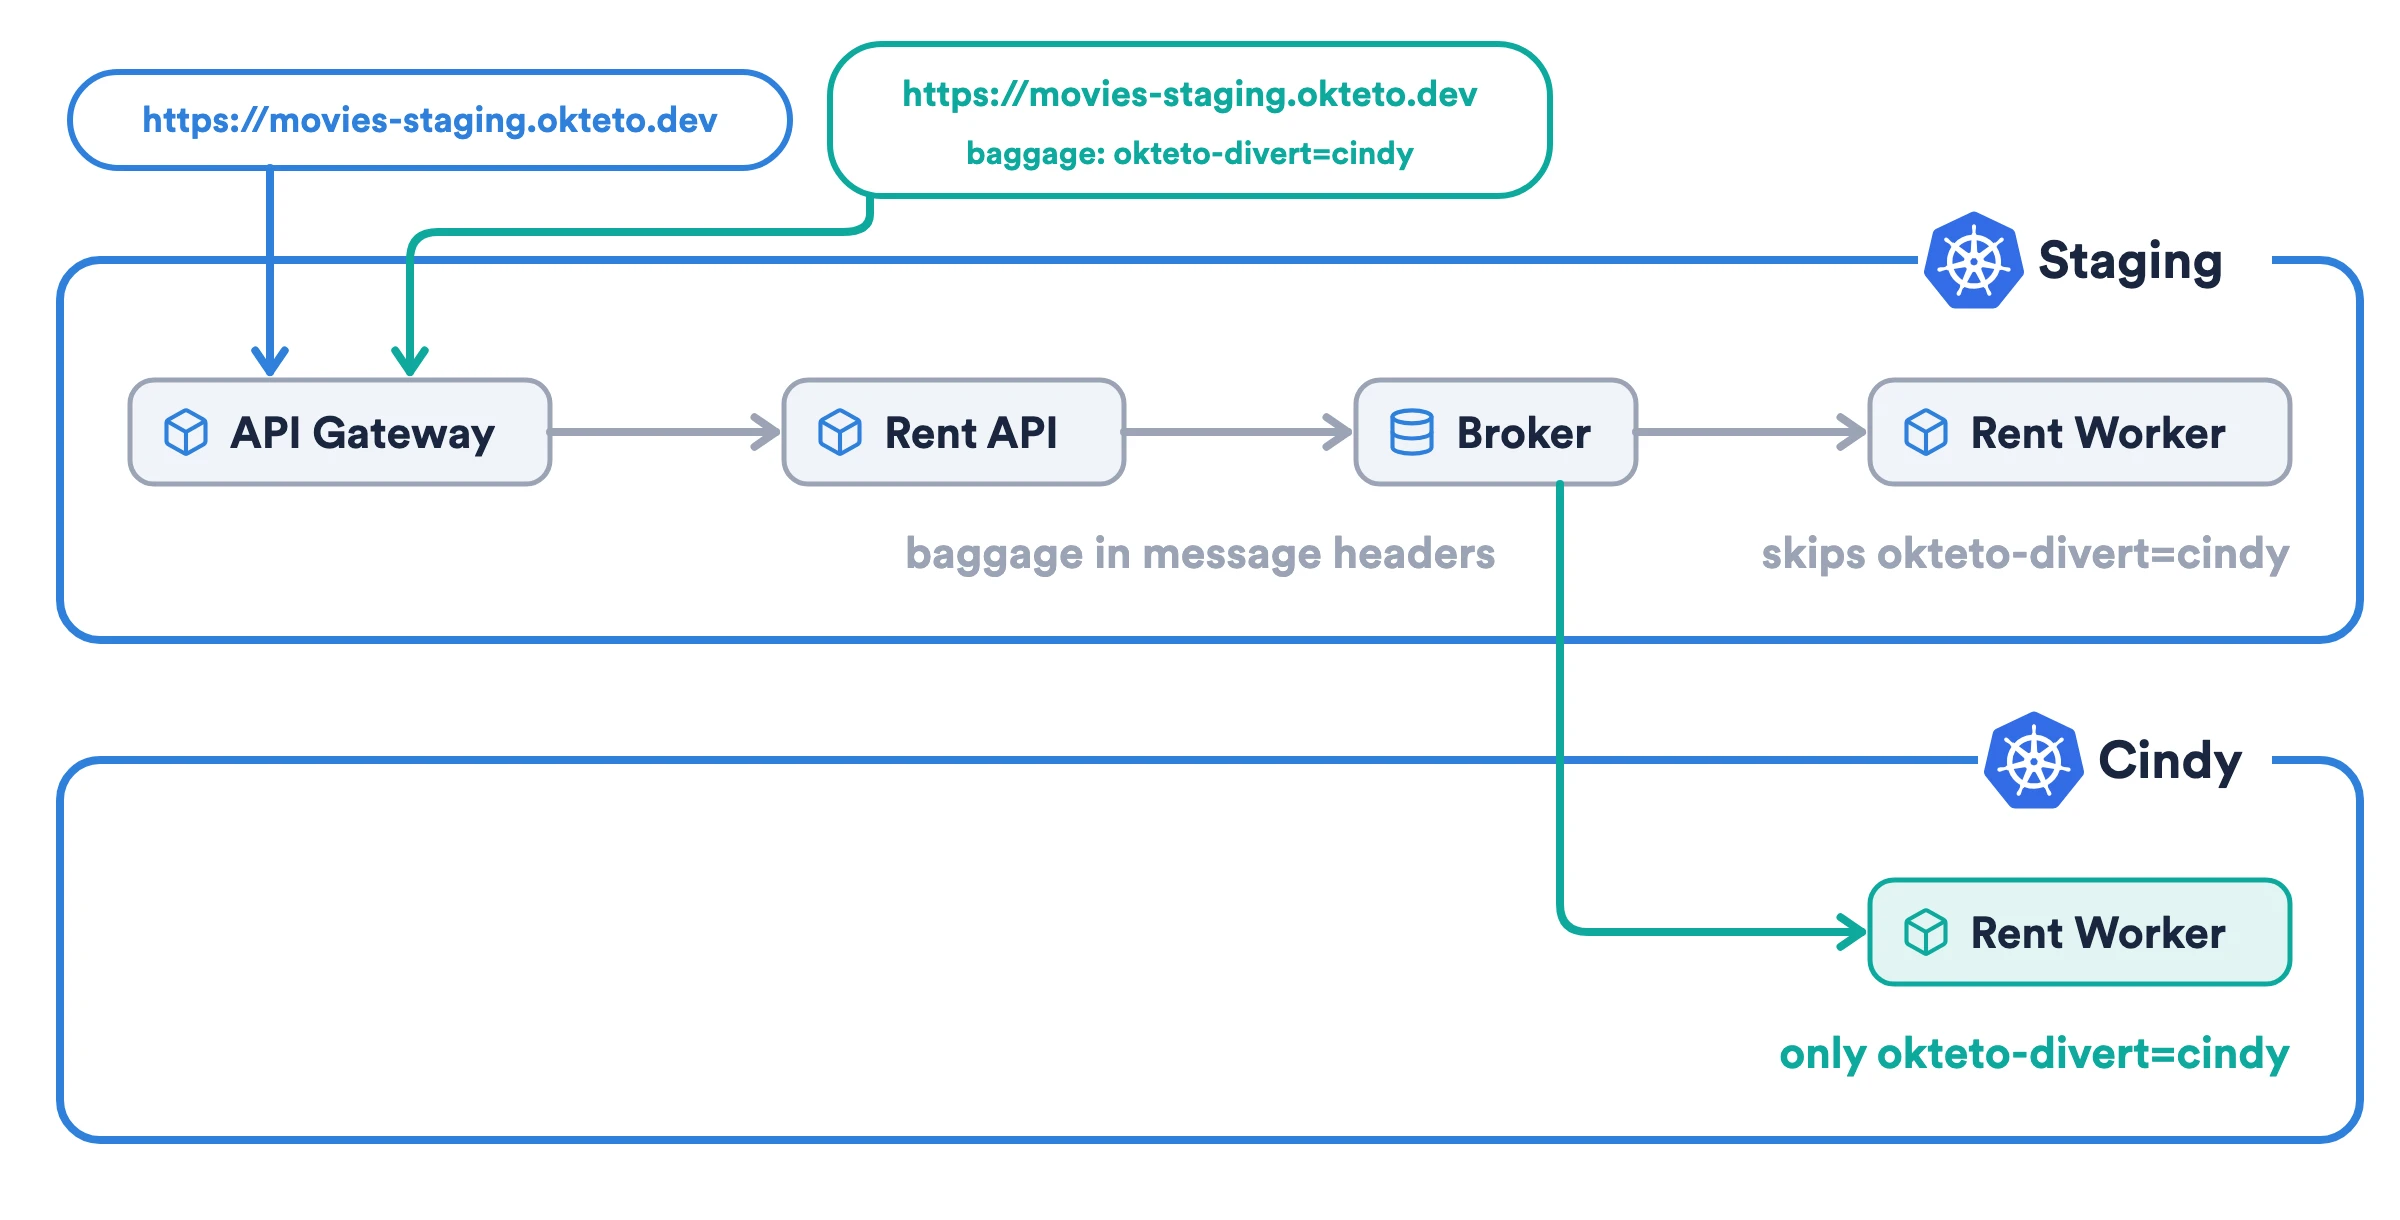 https://movies-staging.okteto.dev
https://movies-staging.okteto.dev
baggage: okteto-divert=cindy
Staging
API Gateway
Rent API
Broker
Rent Worker
baggage in message headers
skips okteto-divert=cindy
Cindy
Rent Worker
only okteto-divert=cindy